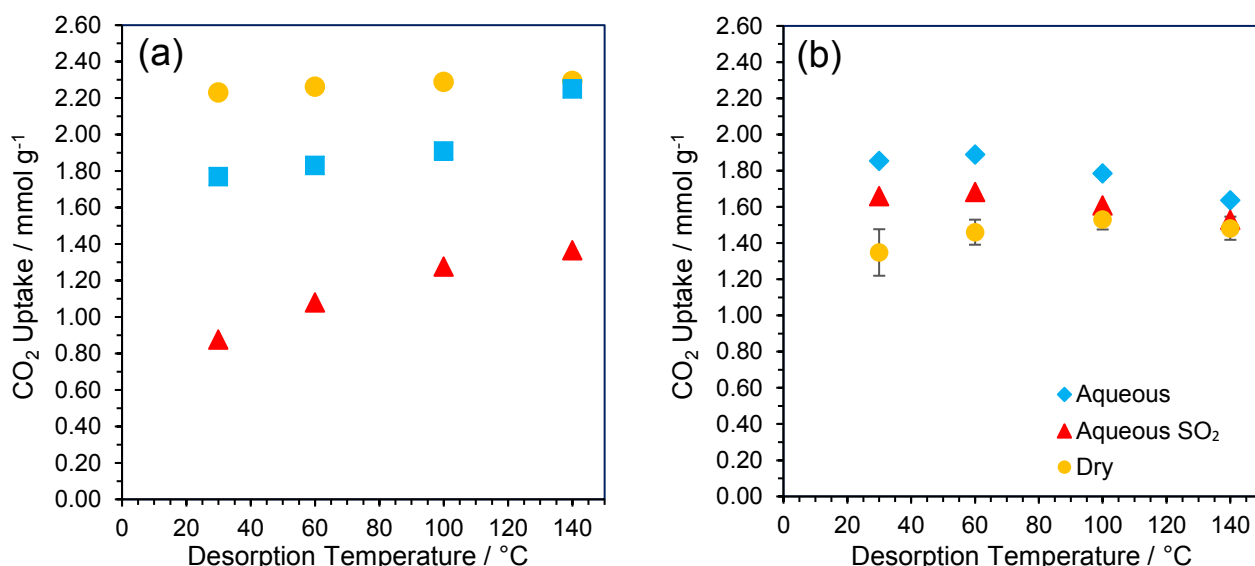 (a)
CO₂ Uptake / mmol g⁻¹
2.60
2.40
2.20
2.00
1.80
1.60
1.40
1.20
1.00
0.80
0.60
0.40
0.20
0.00
0 20 40 60 80 100 120 140
Desorption Temperature / °C
(b)
CO₂ Uptake / mmol g⁻¹
2.60
2.40
2.20
2.00
1.80
1.60
1.40
1.20
1.00
0.80
0.60
0.40
0.20
0.00
Aqueous
Aqueous SO₂
Dry
0 20 40 60 80 100 120 140
Desorption Temperature / °C